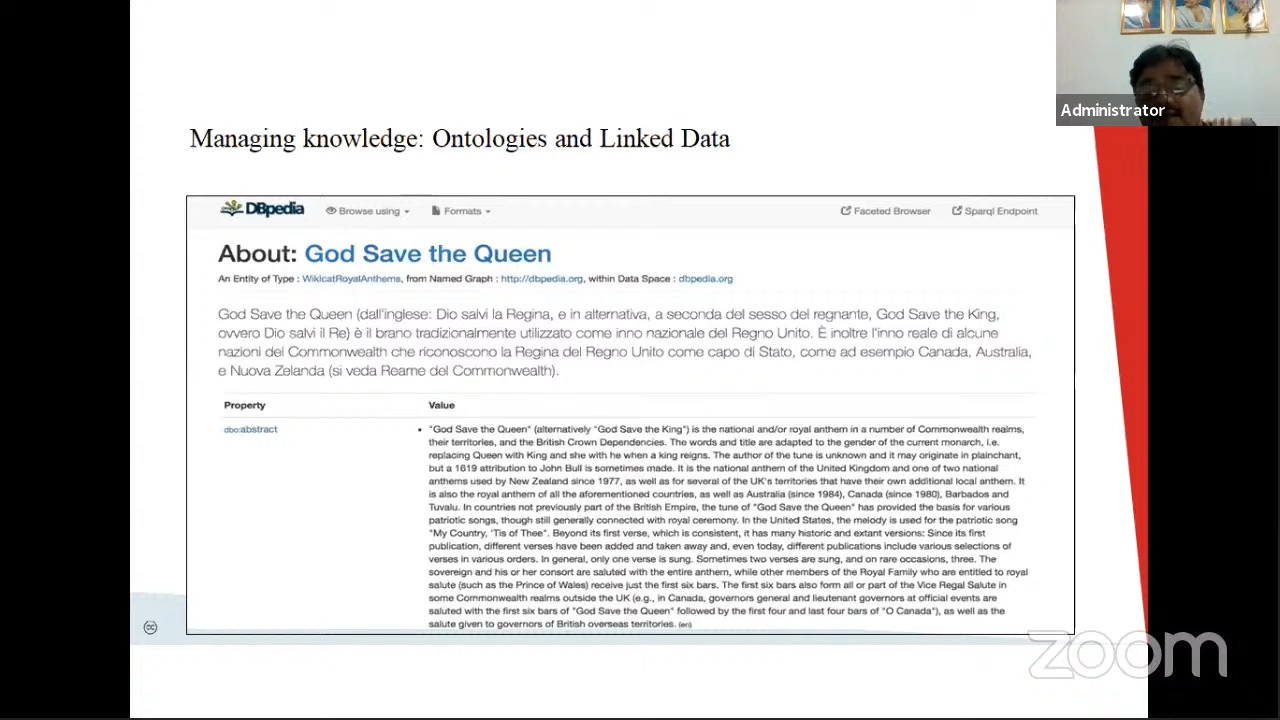 Administrator
Managing knowledge: Ontologies and Linked Data
DBpedia Browse using Formats Faceted Browser Sparql Endpoint
About: God Save the Queen
An Entity of Type : WikicatRoyalAnthems, from Named Graph : http://dbpedia.org, within Data Space : dbpedia.org
God Save the Queen (dall'inglese: Dio salvi la Regina, e in alternativa, a seconda del sesso del regnante, God Save the King,
ovvero Dio salvi il Re) è il brano tradizionalmente utilizzato come inno nazionale del Regno Unito. È inoltre l'inno reale di alcune
nazioni del Commonwealth che riconoscono la Regina del Regno Unito come capo di Stato, come ad esempio Canada, Australia,
e Nuova Zelanda (si veda Reame del Commonwealth).
Property Value
dbo:abstract • "God Save the Queen" (alternatively "God Save the King") is the national and/or royal anthem in a number of Commonwealth realms,
their territories, and the British Crown Dependencies. The words and title are adapted to the gender of the current monarch, i.e.
replacing Queen with King and she with he when a king reigns. The author of the tune is unknown and it may originate in plainchant,
but a 1619 attribution to John Bull is sometimes made. It is the national anthem of the United Kingdom and one of two national
anthems used by New Zealand since 1977, as well as for several of the UK's territories that have their own additional local anthem. It
is also the royal anthem of all the aforementioned countries, as well as Australia (since 1984), Canada (since 1980), Barbados and
Tuvalu. In countries not previously part of the British Empire, the tune of "God Save the Queen" has provided the basis for various
patriotic songs, though still generally connected with royal ceremony. In the United States, the melody is used for the patriotic song
"My Country, 'Tis of Thee". Beyond its first verse, which is consistent, it has many historic and extant versions: Since its first
publication, different verses have been added and taken away and, even today, different publications include various selections of
verses in various orders. In general, only one verse is sung. Sometimes two verses are sung, and on rare occasions, three. The
sovereign and his or her consort are saluted with the entire anthem, while other members of the Royal Family who are entitled to royal
salute (such as the Prince of Wales) receive just the first six bars. The first six bars also form all or part of the Vice Regal Salute in
some Commonwealth realms outside the UK (e.g., in Canada, governors general and lieutenant governors at official events are
saluted with the first six bars of "God Save the Queen" followed by the first four and last four bars of "O Canada"), as well as the
salute given to governors of British overseas territories. (en)
cc
zoom